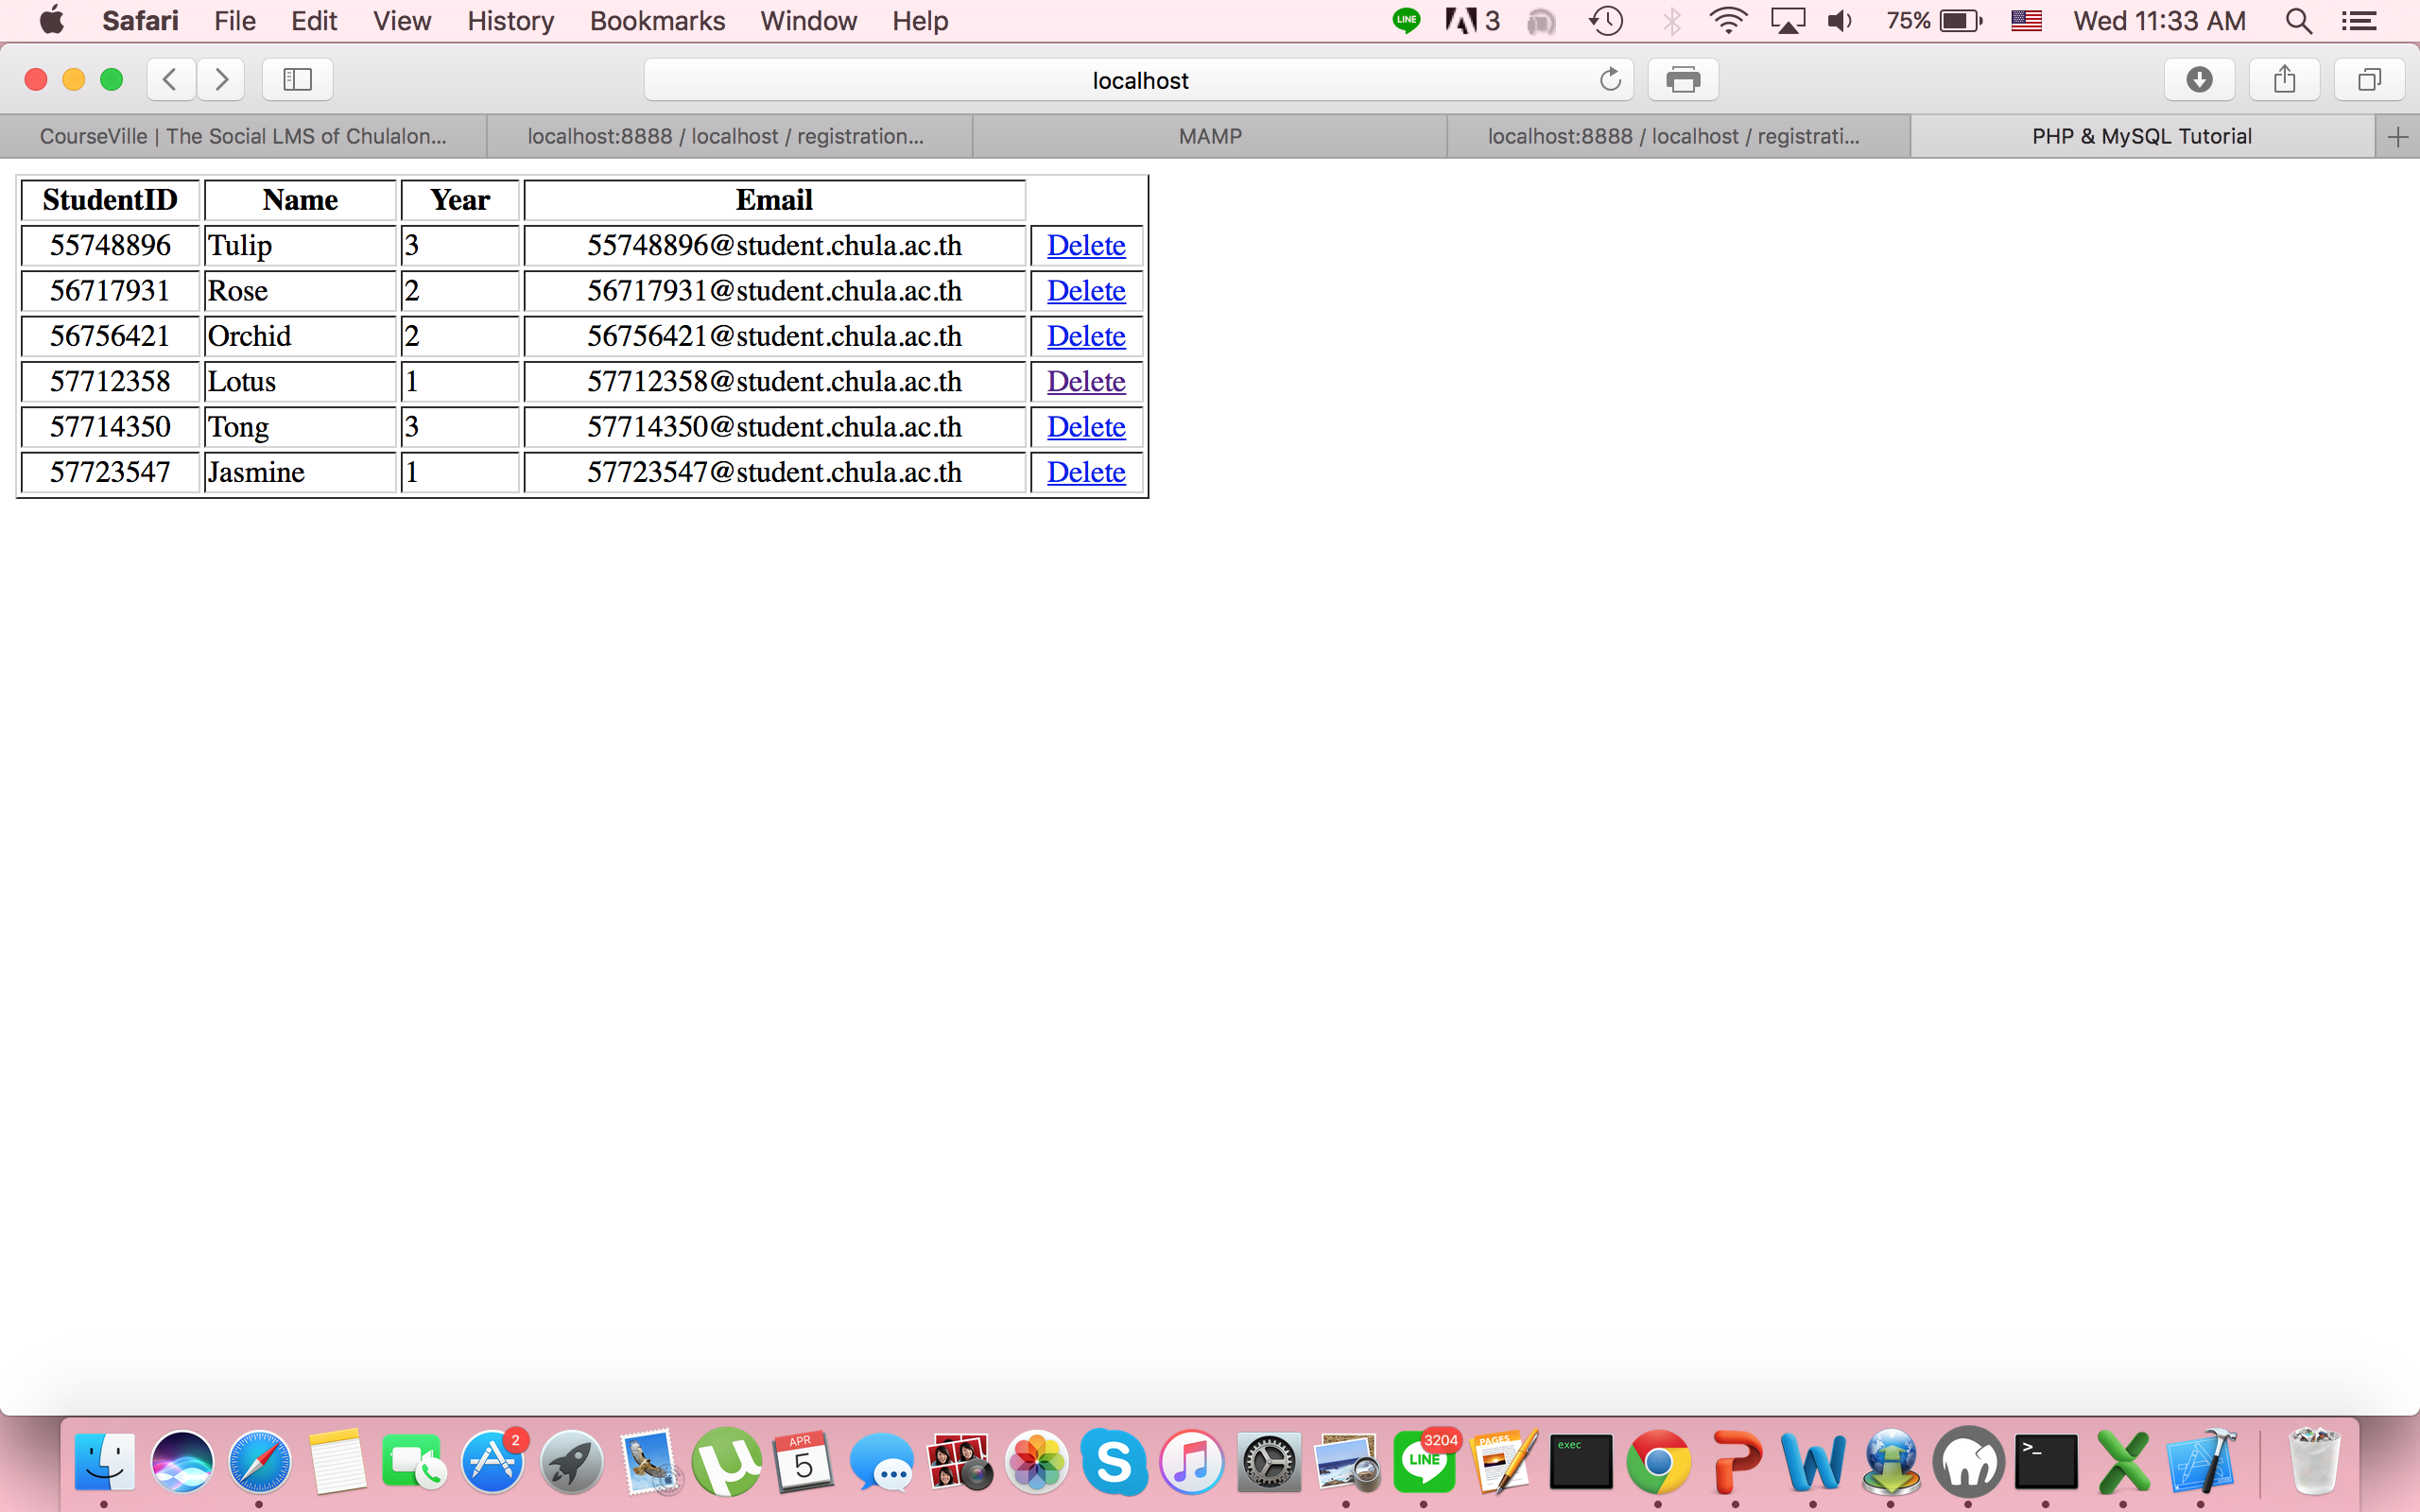 Safari File Edit View History Bookmarks Window Help LINE 3 75% Wed 11:33 AM
localhost
CourseVille | The Social LMS of Chulalon... localhost:8888 / localhost / registration... MAMP localhost:8888 / localhost / registrati... PHP & MySQL Tutorial
StudentID Name Year Email
55748896 Tulip 3 55748896@student.chula.ac.th Delete
56717931 Rose 2 56717931@student.chula.ac.th Delete
56756421 Orchid 2 56756421@student.chula.ac.th Delete
57712358 Lotus 1 57712358@student.chula.ac.th Delete
57714350 Tong 3 57714350@student.chula.ac.th Delete
57723547 Jasmine 1 57723547@student.chula.ac.th Delete
2 APR 5 3204 LINE PAGES exec >_